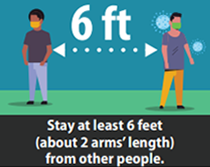 6 ft
Stay at least 6 feet
(about 2 arms' length)
from other people.